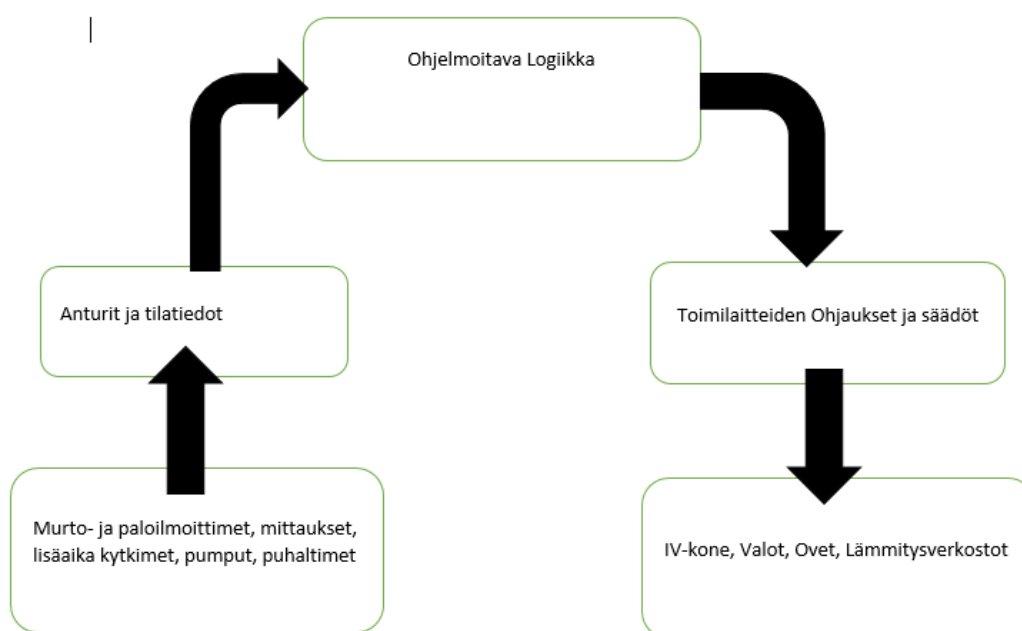 Ohjelmoitava Logiikka
Anturit ja tilatiedot
Toimilaitteiden Ohjaukset ja säädöt
Murto- ja paloilmoittimet, mittaukset,
lisäaika kytkimet, pumput, puhaltimet
IV-kone, Valot, Ovet, Lämmitysverkostot